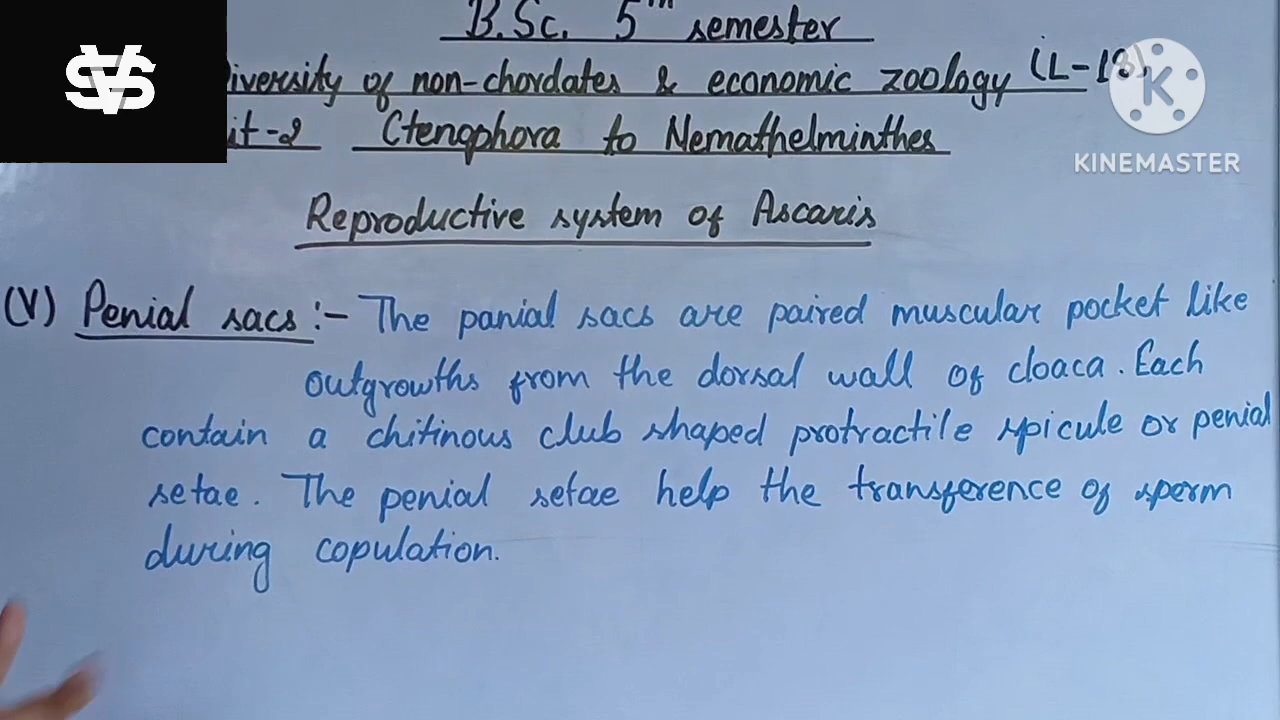 B.Sc. 5th semester
iversity of non-chordates & economic zoology (L-18)
it-2 Ctenophora to Nemathelminthes
KINEMASTER
Reproductive system of Ascaris
(V) Penial sacs :- The panial sacs are paired muscular pocket like
outgrowths from the dorsal wall of cloaca. Each
contain a chitinous club shaped protractile spicule or penial
setae. The penial setae help the transference of sperm
during copulation.